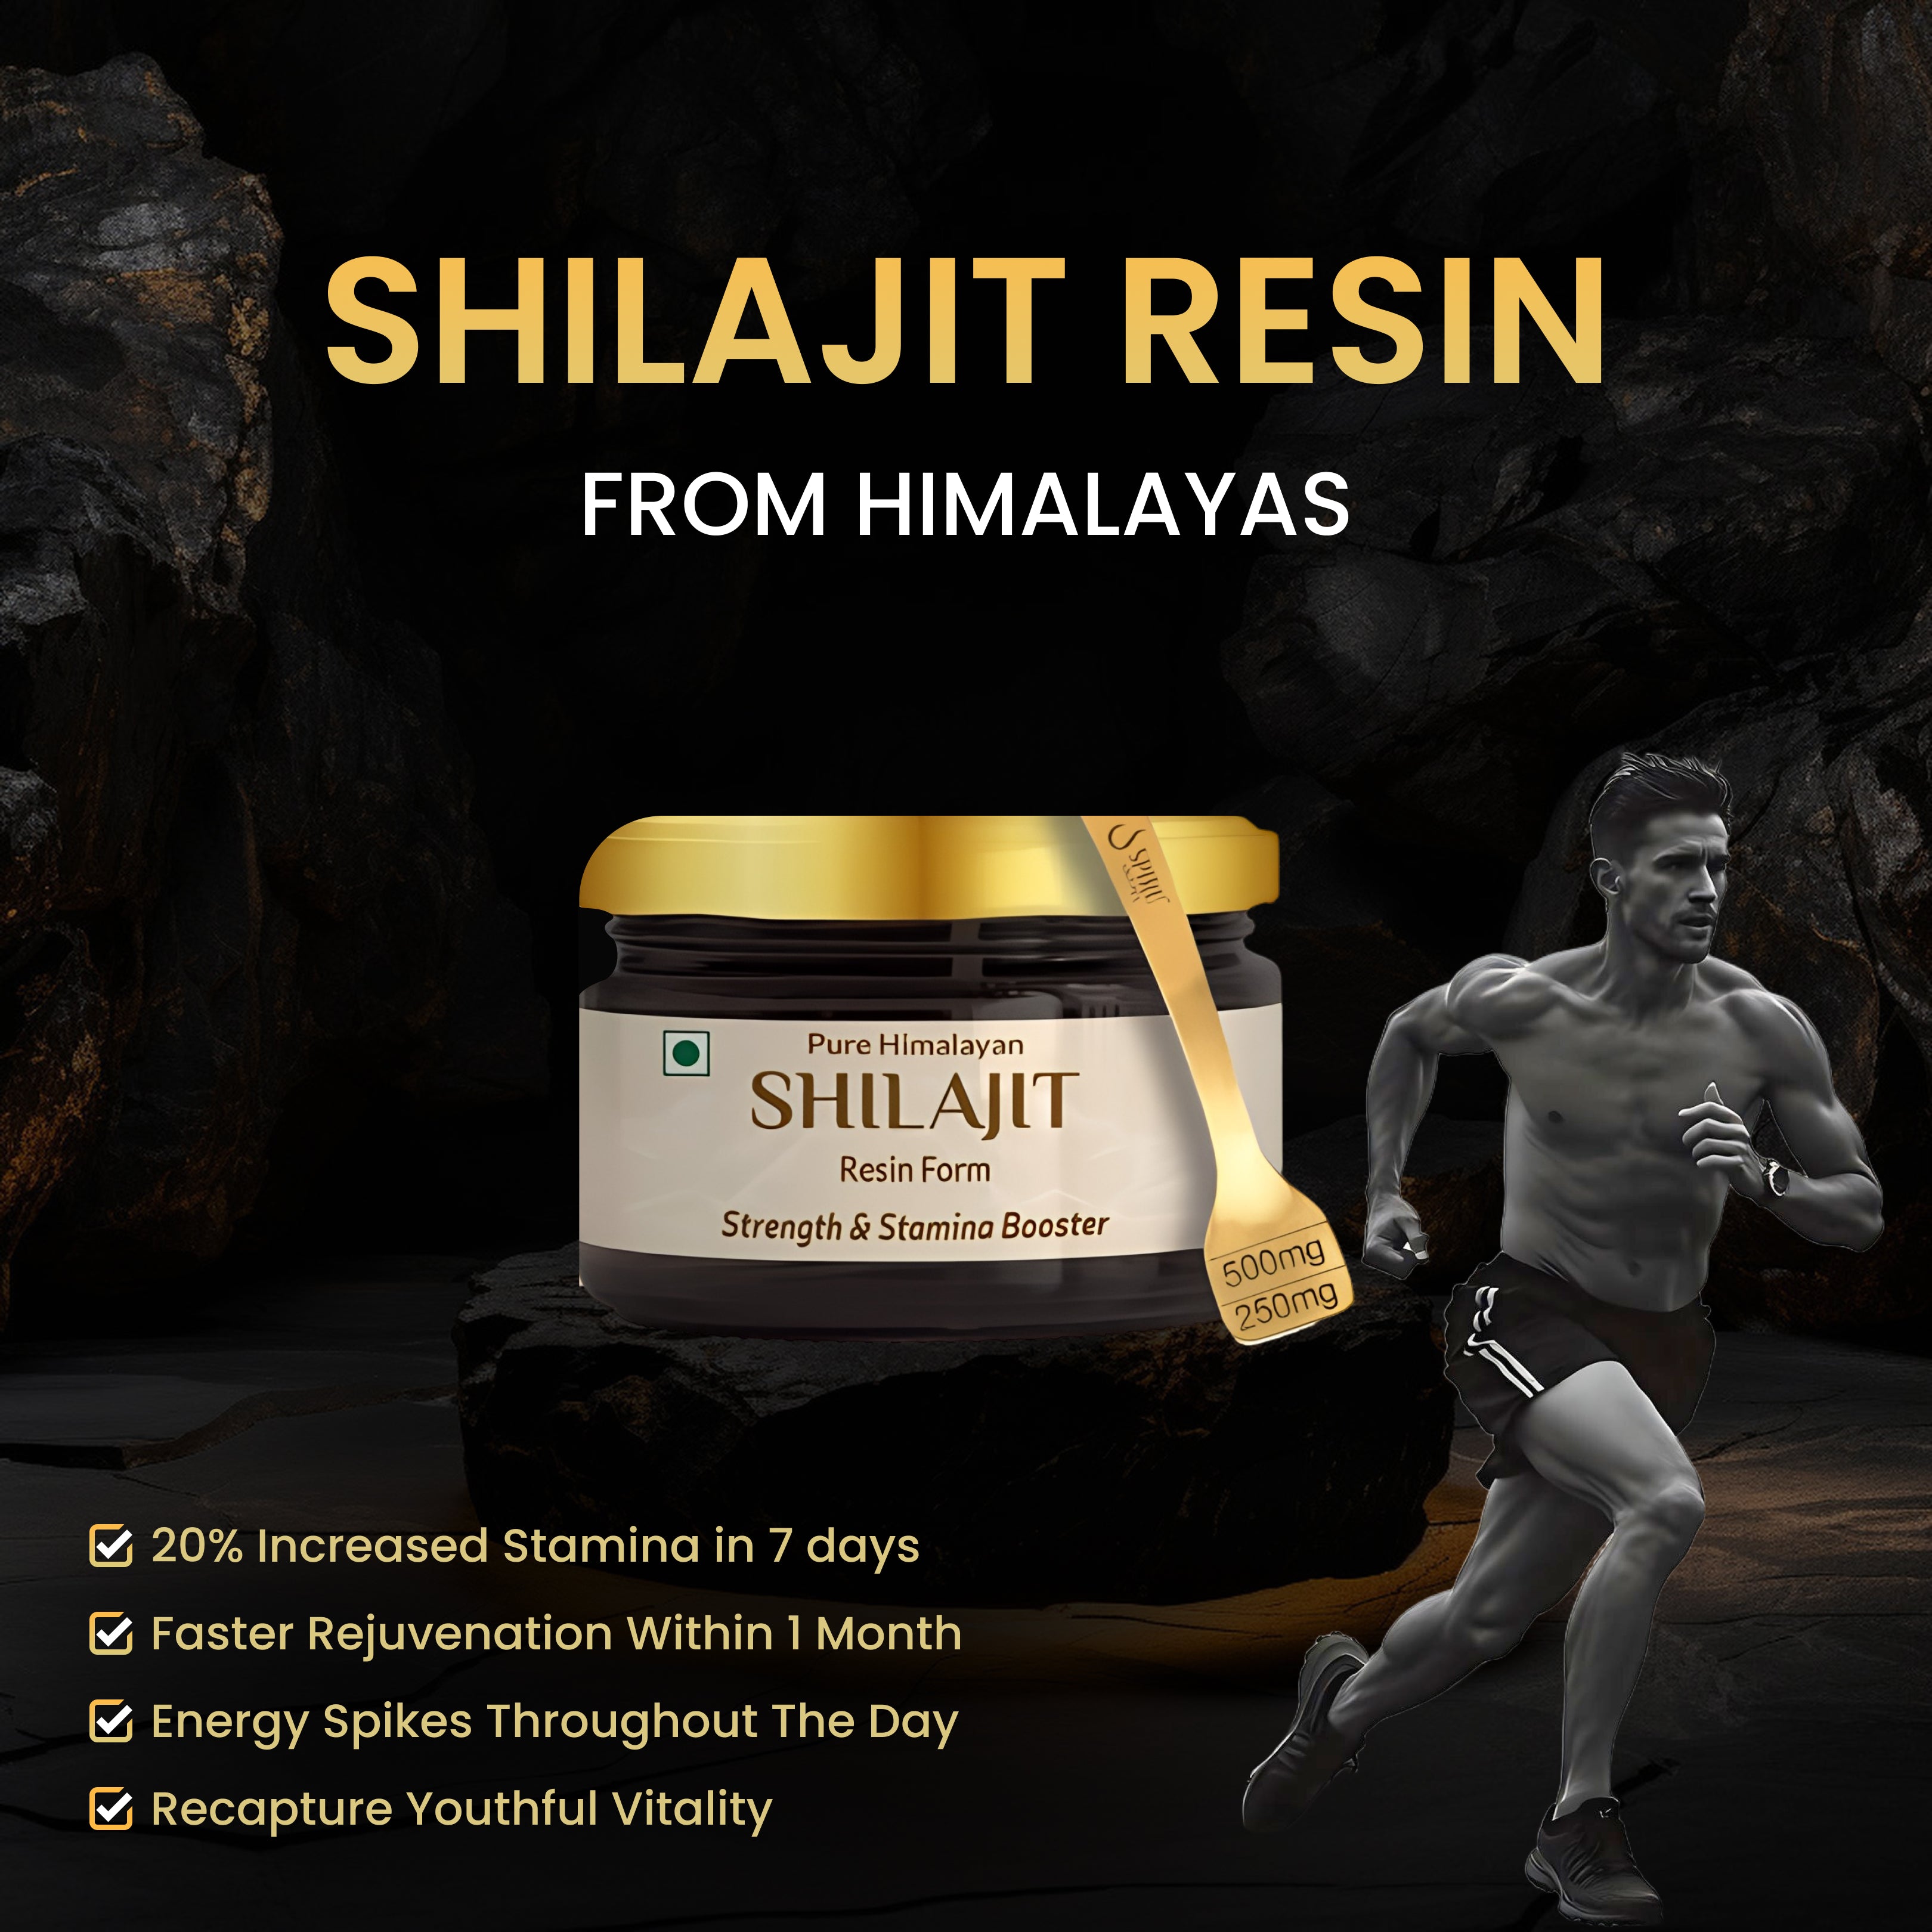 SHILAJIT RESIN
FROM HIMALAYAS
Pure Himalayan
SHILAJIT
Resin Form
Strength & Stamina Booster
500mg
250mg
20% Increased Stamina in 7 days
Faster Rejuvenation Within 1 Month
Energy Spikes Throughout The Day
Recapture Youthful Vitality